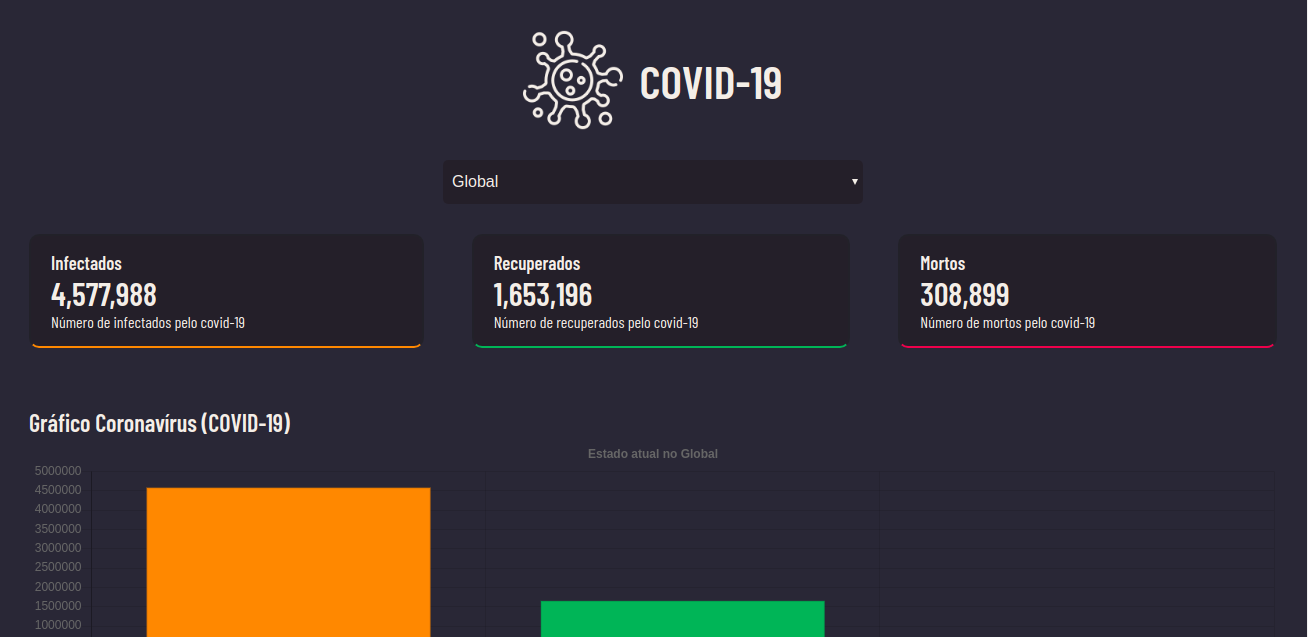 COVID-19
Global
Infectados
4,577,988
Número de infectados pelo covid-19
Recuperados
1,653,196
Número de recuperados pelo covid-19
Mortos
308,899
Número de mortos pelo covid-19
Gráfico Coronavírus (COVID-19)
Estado atual no Global
5000000
4500000
4000000
3500000
3000000
2500000
2000000
1500000
1000000